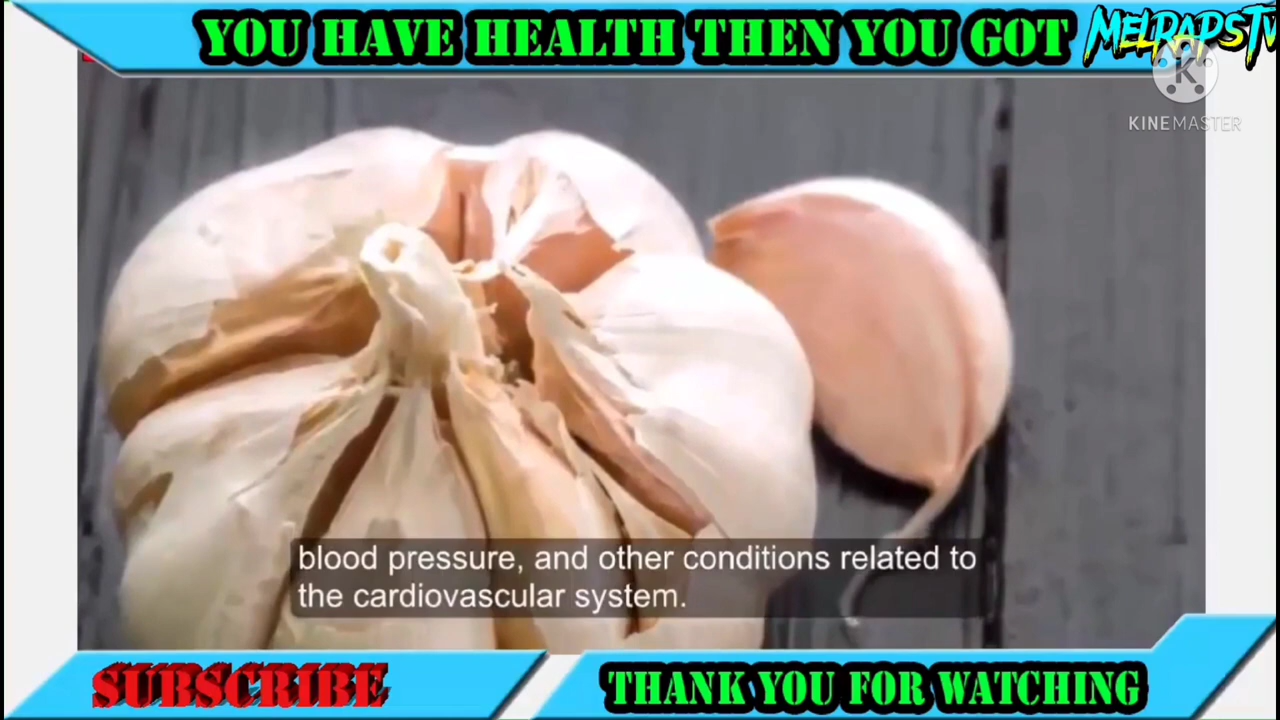 YOU HAVE HEALTH THEN YOU GOT
MELRAPSTV
KINEMASTER
blood pressure, and other conditions related to
the cardiovascular system.
SUBSCRIBE
THANK YOU FOR WATCHING